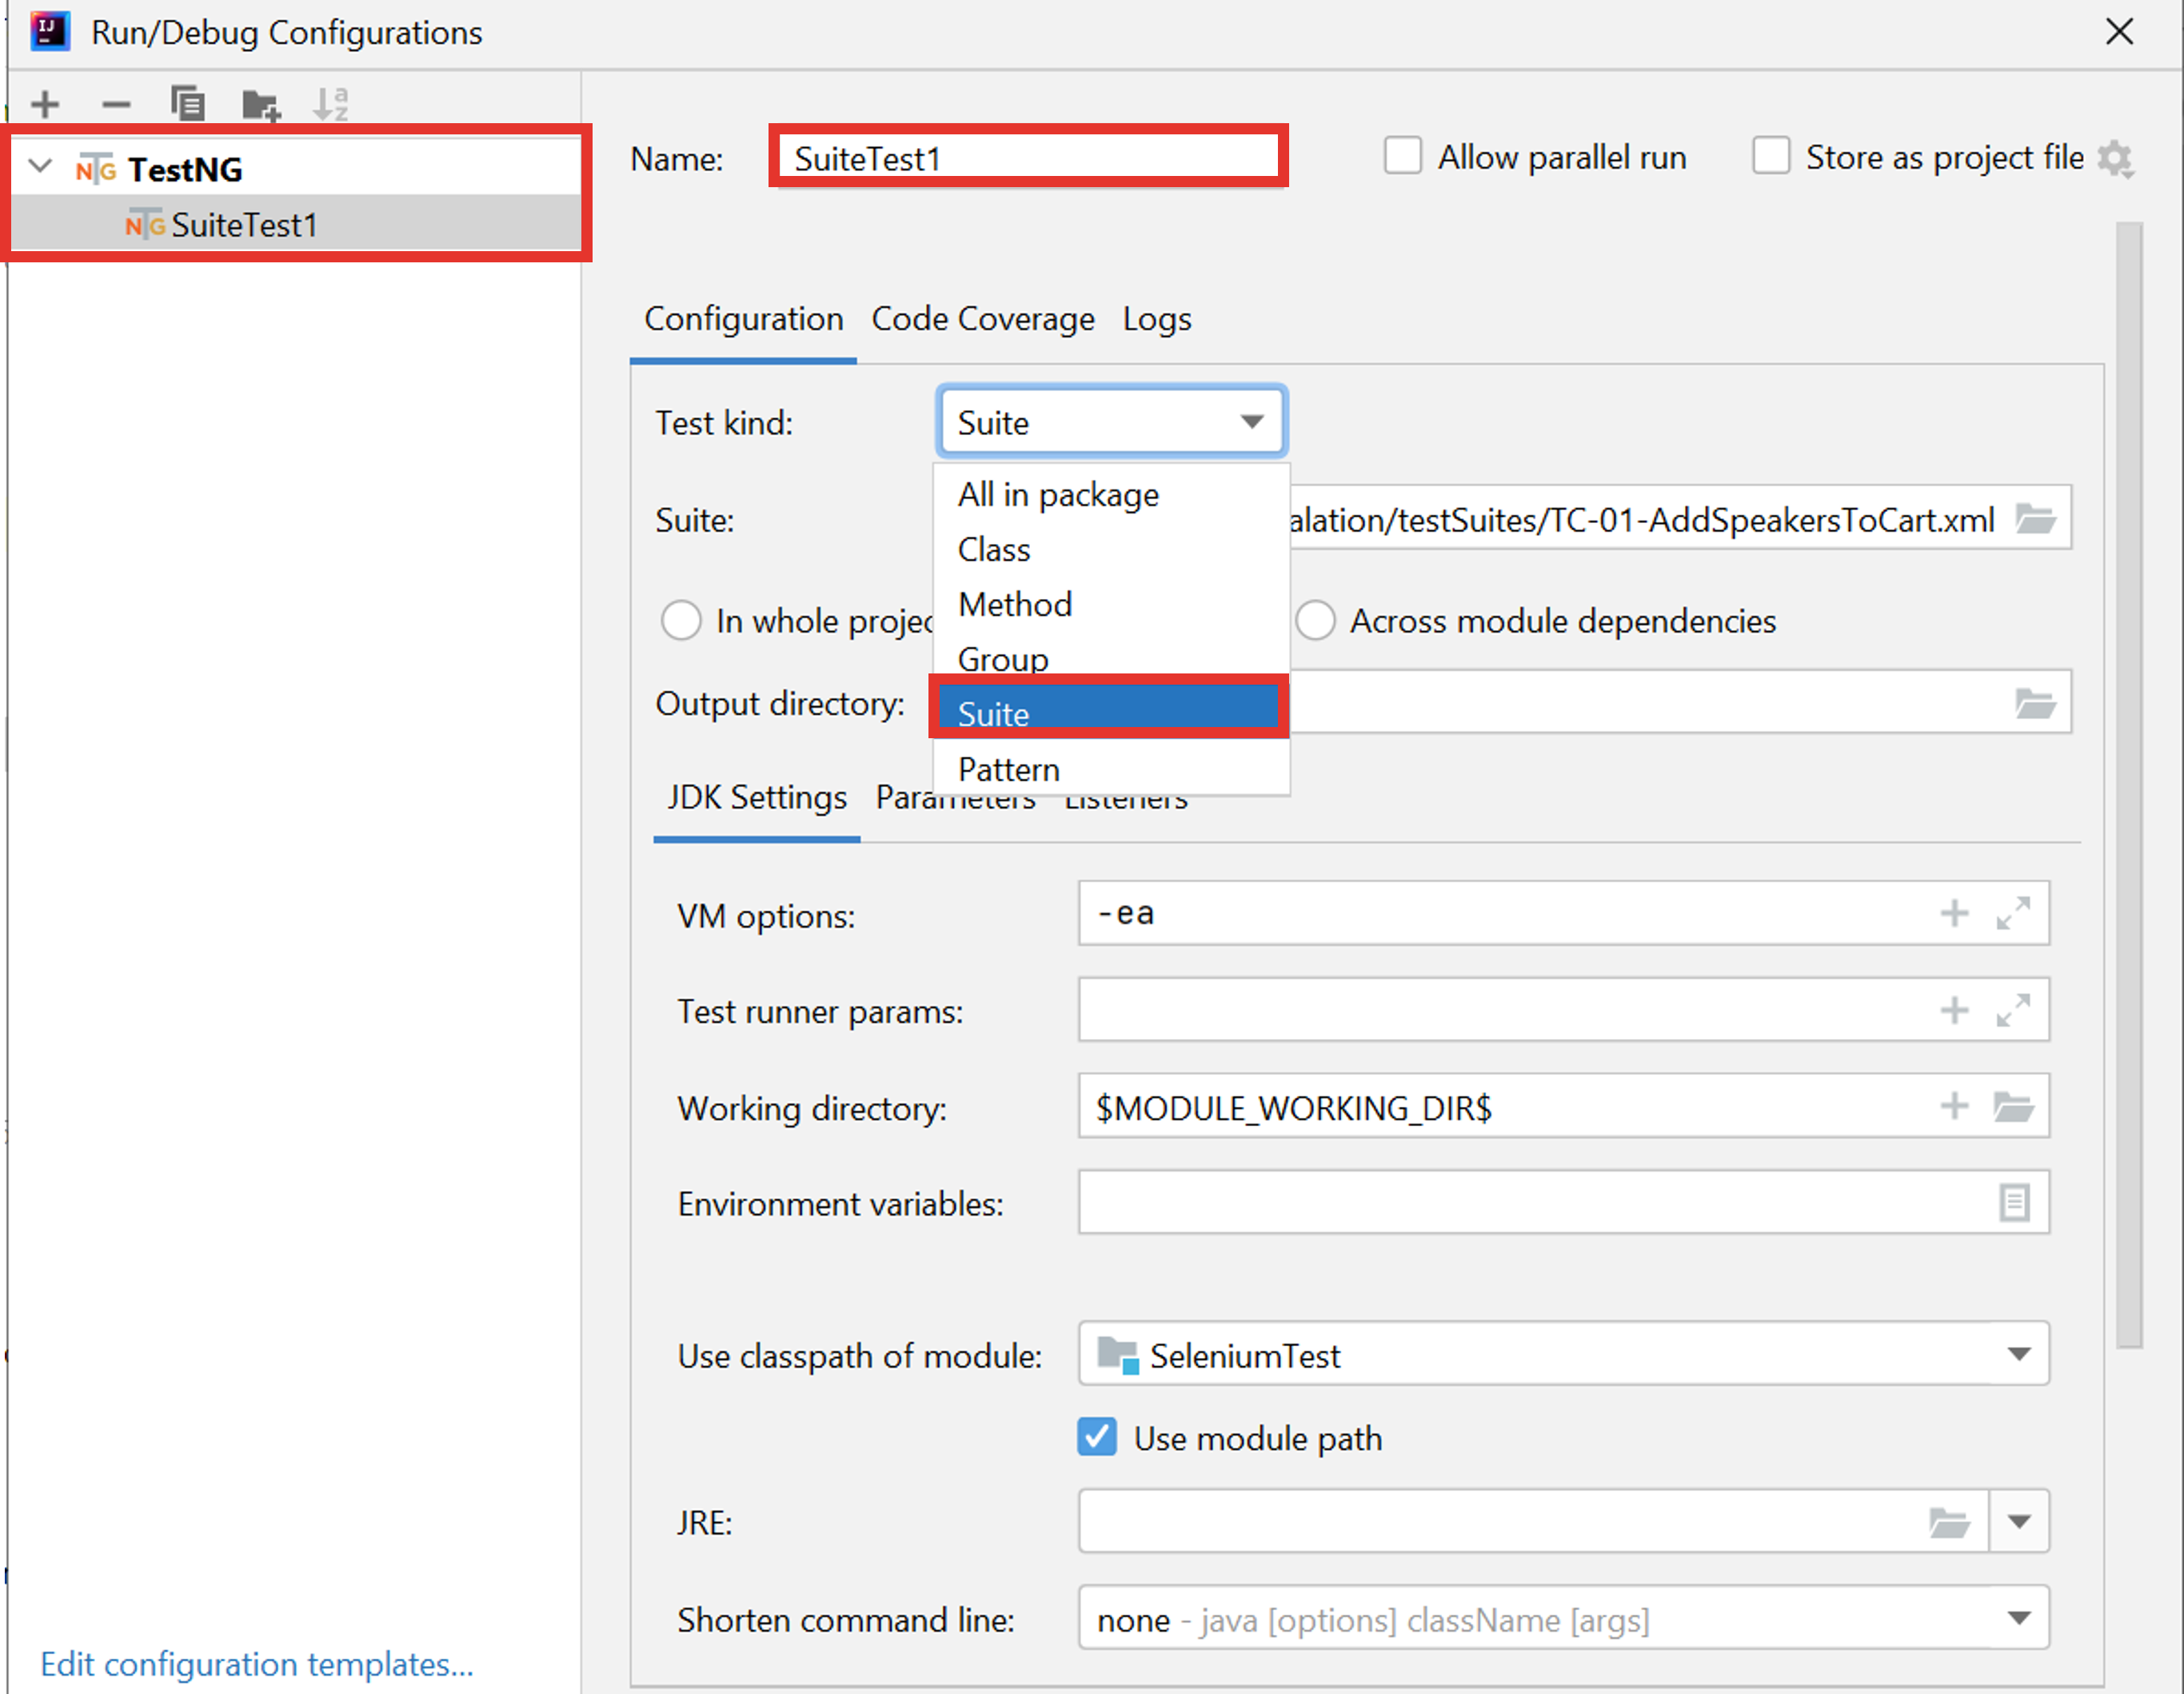 Run/Debug Configurations
TestNG
SuiteTest1
Edit configuration templates...
Name: SuiteTest1 Allow parallel run Store as project file
Configuration Code Coverage Logs
Test kind: Suite
All in package
Class
Method
Group
Suite
Pattern
Suite: alation/testSuites/TC-01-AddSpeakersToCart.xml
In whole projec Across module dependencies
Output directory:
JDK Settings Parameters Listeners
VM options: -ea
Test runner params:
Working directory: $MODULE_WORKING_DIR$
Environment variables:
Use classpath of module: SeleniumTest
Use module path
JRE:
Shorten command line: none - java [options] className [args]